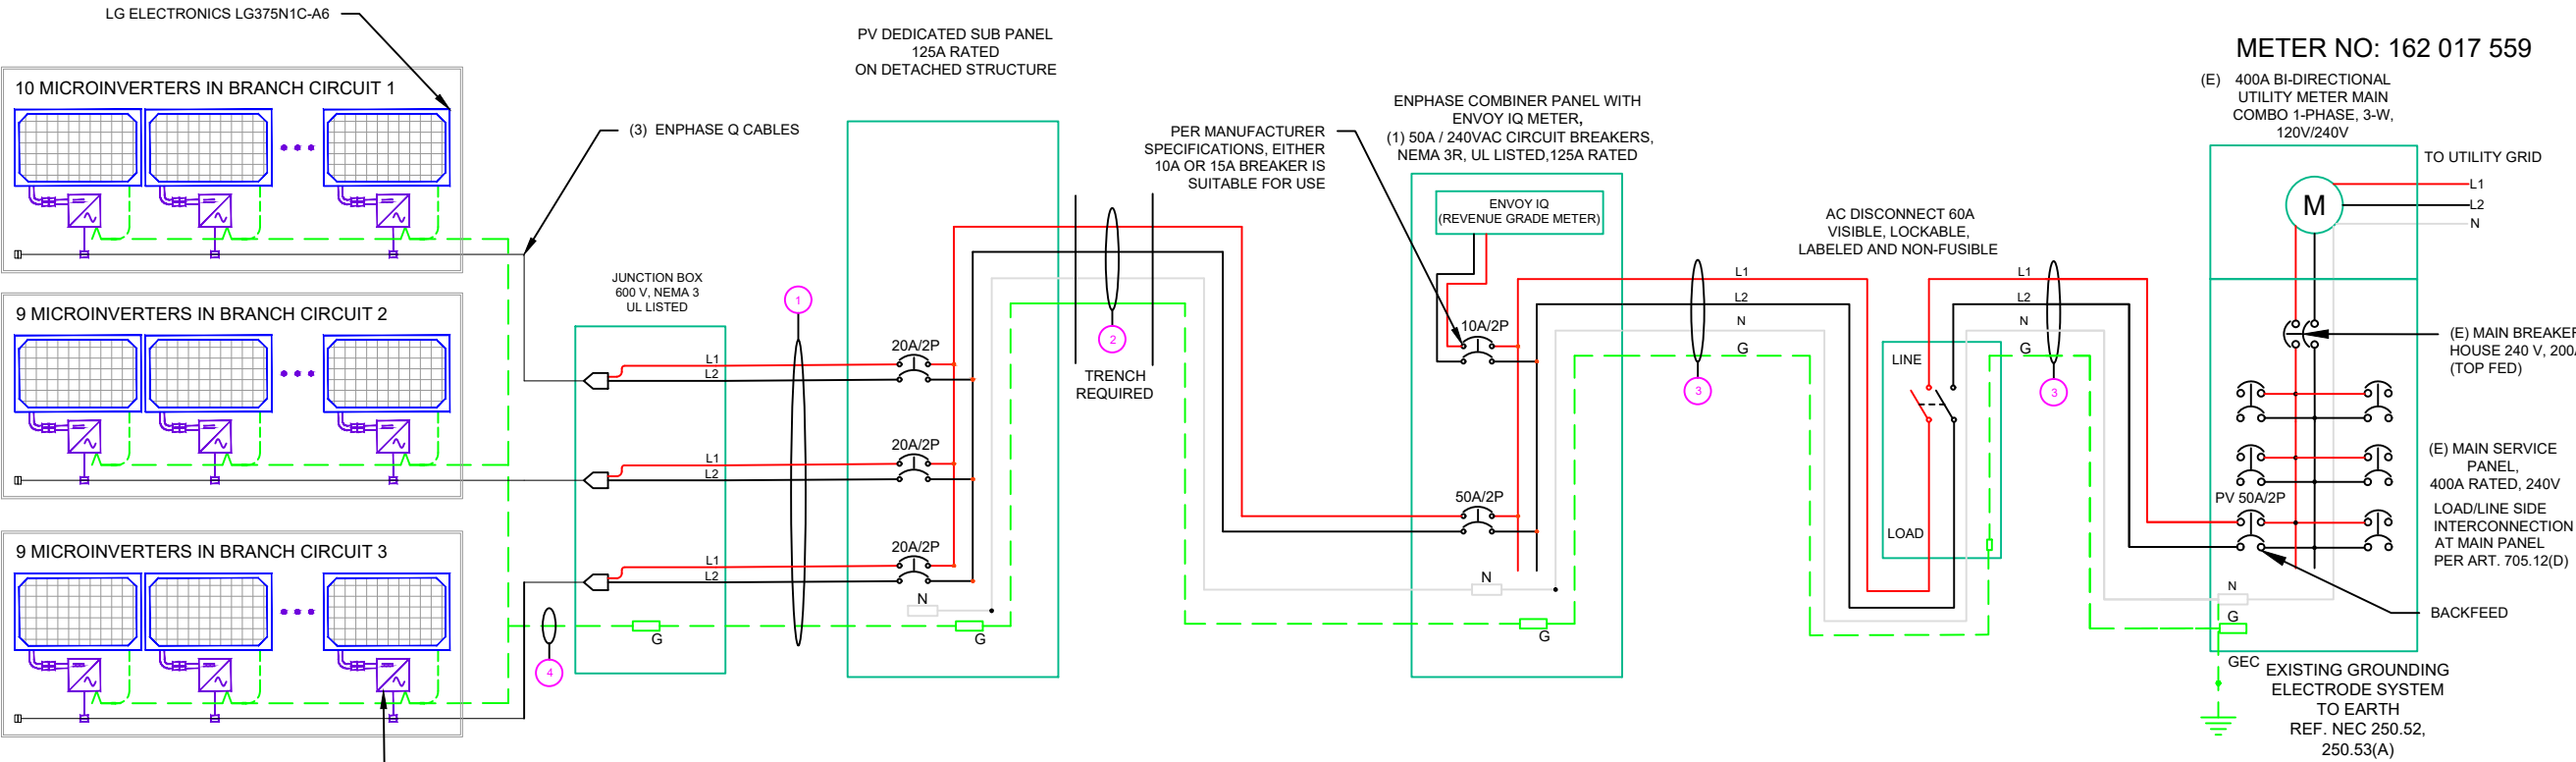 LG ELECTRONICS LG375N1C-A6
10 MICROINVERTERS IN BRANCH CIRCUIT 1
9 MICROINVERTERS IN BRANCH CIRCUIT 2
9 MICROINVERTERS IN BRANCH CIRCUIT 3
(3) ENPHASE Q CABLES
JUNCTION BOX
600 V, NEMA 3
UL LISTED
L1
L2
L1
L2
L1
L2
G
4
1
PV DEDICATED SUB PANEL
125A RATED
ON DETACHED STRUCTURE
20A/2P
20A/2P
20A/2P
N
G
2
TRENCH
REQUIRED
PER MANUFACTURER
SPECIFICATIONS, EITHER
10A OR 15A BREAKER IS
SUITABLE FOR USE
ENPHASE COMBINER PANEL WITH
ENVOY IQ METER,
(1) 50A / 240VAC CIRCUIT BREAKERS,
NEMA 3R, UL LISTED,125A RATED
ENVOY IQ
(REVENUE GRADE METER)
10A/2P
50A/2P
N
G
L1
L2
N
G
3
AC DISCONNECT 60A
VISIBLE, LOCKABLE,
LABELED AND NON-FUSIBLE
LINE
LOAD
L1
L2
N
G
3
METER NO: 162 017 559
(E) 400A BI-DIRECTIONAL
UTILITY METER MAIN
COMBO 1-PHASE, 3-W,
120V/240V
TO UTILITY GRID
L1
L2
N
M
(E) MAIN BREAKER
HOUSE 240 V, 200A
(TOP FED)
(E) MAIN SERVICE
PANEL,
400A RATED, 240V
PV 50A/2P
LOAD/LINE SIDE
INTERCONNECTION
AT MAIN PANEL
PER ART. 705.12(D)
BACKFEED
N
G
GEC
EXISTING GROUNDING
ELECTRODE SYSTEM
TO EARTH
REF. NEC 250.52,
250.53(A)